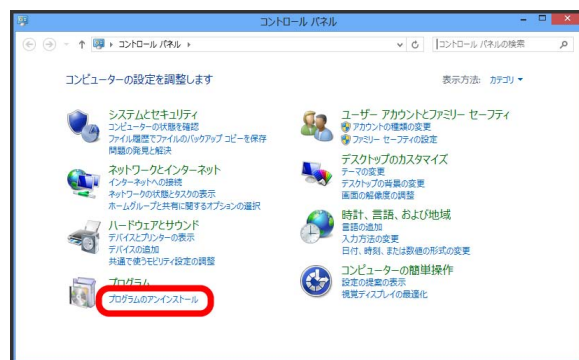 コントロール パネル
コントロール パネル
コントロール パネルの検索
コンピューターの設定を調整します
表示方法: カテゴリ
システムとセキュリティ
コンピューターの状態を確認
ファイル履歴でファイルのバックアップ コピーを保存
問題の発見と解決
ネットワークとインターネット
インターネットへの接続
ネットワークの状態とタスクの表示
ホームグループと共有に関するオプションの選択
ハードウェアとサウンド
デバイスとプリンターの表示
デバイスの追加
共通で使うモビリティ設定の調整
プログラム
プログラムのアンインストール
ユーザー アカウントとファミリー セーフティ
アカウントの種類の変更
ファミリー セーフティの設定
デスクトップのカスタマイズ
テーマの変更
デスクトップの背景の変更
画面の解像度の調整
時計、言語、および地域
言語の追加
入力方法の変更
日付、時刻、または数値の形式の変更
コンピューターの簡単操作
設定の提案の表示
視覚ディスプレイの最適化